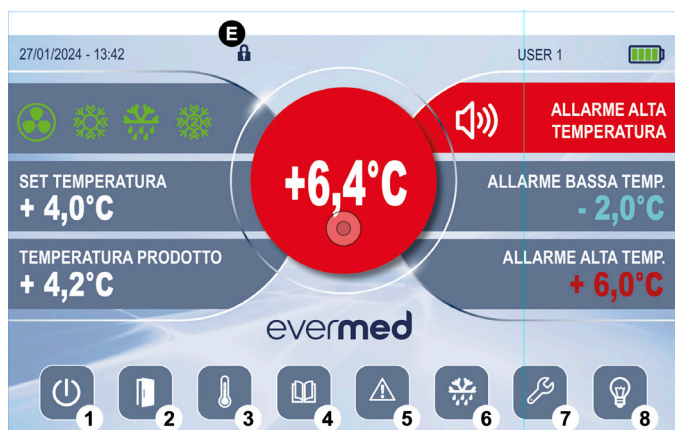 E
27/01/2024 - 13:42
USER 1
2
ALLARME ALTA
TEMPERATURA
SET TEMPERATURA
+ 4,0°C
+6,4°C
ALLARME BASSA TEMP.
- 2,0°C
TEMPERATURA PRODOTTO
+ 4,2°C
ALLARME ALTA TEMP.
+ 6,0°C
evermed
1
2
3
4
5
6
7
8